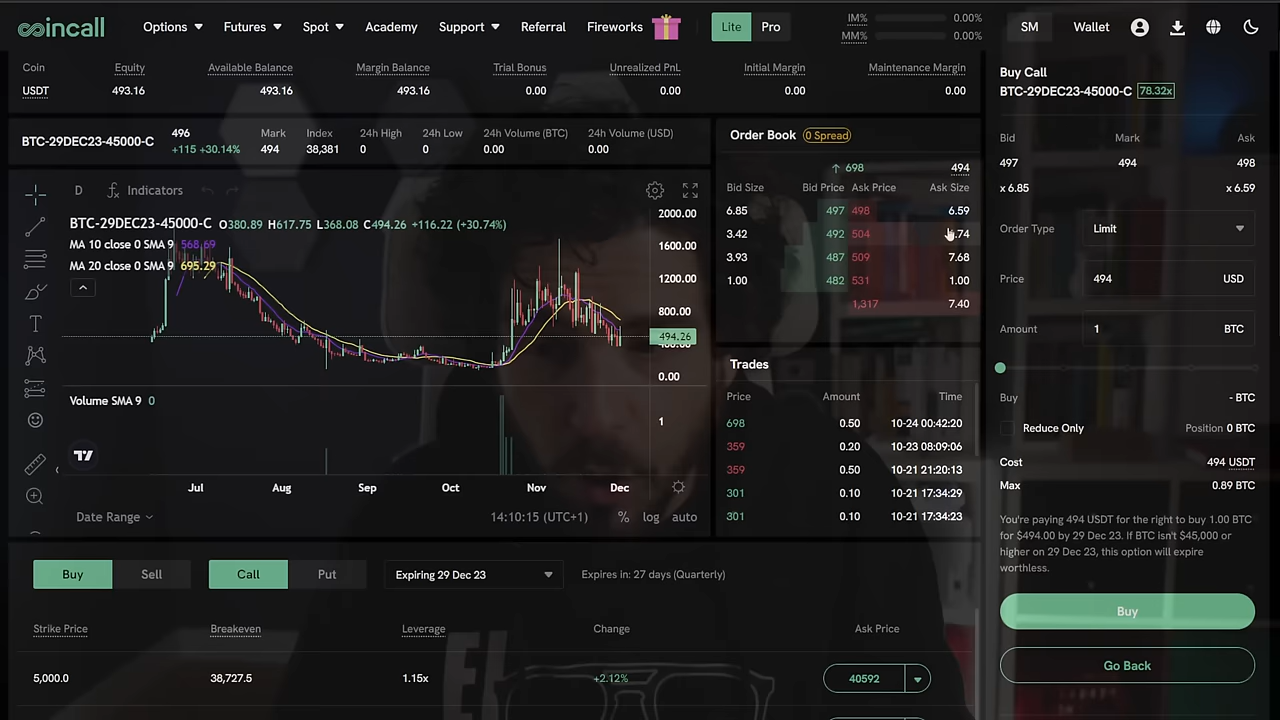 coincall Options Futures Spot Academy Support Referral Fireworks Lite Pro IM% 0.00% MM% 0.00% SM Wallet
Coin Equity Available Balance Margin Balance Trial Bonus Unrealized PnL Initial Margin Maintenance Margin
USDT 493.16 493.16 493.16 0.00 0.00 0.00 0.00
BTC-29DEC23-45000-C
496
+115 +30.14%
Mark
494
Index
38,381
24h High
0
24h Low
0
24h Volume (BTC)
0.00
24h Volume (USD)
0.00
D Indicators
BTC-29DEC23-45000-C O380.89 H617.75 L368.08 C494.26 +116.22 (+30.74%)
MA 10 close 0 SMA 9 568.69
MA 20 close 0 SMA 9 695.29
2000.00
1600.00
1200.00
800.00
494.26
0.00
Volume SMA 9 0
1
Jul Aug Sep Oct Nov Dec
Date Range 14:10:15 (UTC+1) % log auto
Order Book 0 Spread
↑ 698 494
Bid Size Bid Price Ask Price Ask Size
6.85 497 498 6.59
3.42 492 504 .74
3.93 487 509 7.68
1.00 482 531 1.00
1,317 7.40
Trades
Price Amount Time
698 0.50 10-24 00:42:20
359 0.20 10-23 08:09:06
359 0.50 10-21 21:20:13
301 0.10 10-21 17:34:29
301 0.10 10-21 17:34:23
Buy Sell Call Put Expiring 29 Dec 23 Expires in: 27 days (Quarterly)
Strike Price Breakeven Leverage Change Ask Price
5,000.0 38,727.5 1.15x +2.12% 40592
Buy Call
BTC-29DEC23-45000-C 78.32x
Bid Mark Ask
497 494 498
x 6.85 x 6.59
Order Type Limit
Price 494 USD
Amount 1 BTC
Buy - BTC
Reduce Only Position 0 BTC
Cost 494 USDT
Max 0.89 BTC
You're paying 494 USDT for the right to buy 1.00 BTC
for $494.00 by 29 Dec 23. If BTC isn't $45,000 or
higher on 29 Dec 23, this option will expire
worthless.
Buy
Go Back